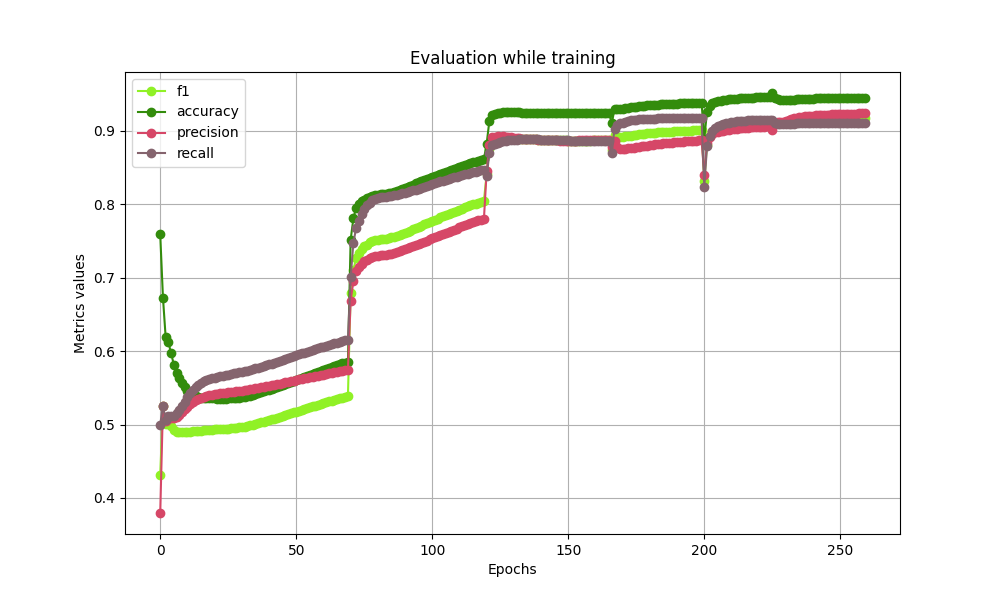 Evaluation while training
f1
accuracy
precision
recall
Metrics values
0.9
0.8
0.7
0.6
0.5
0.4
0 50 100 150 200 250
Epochs